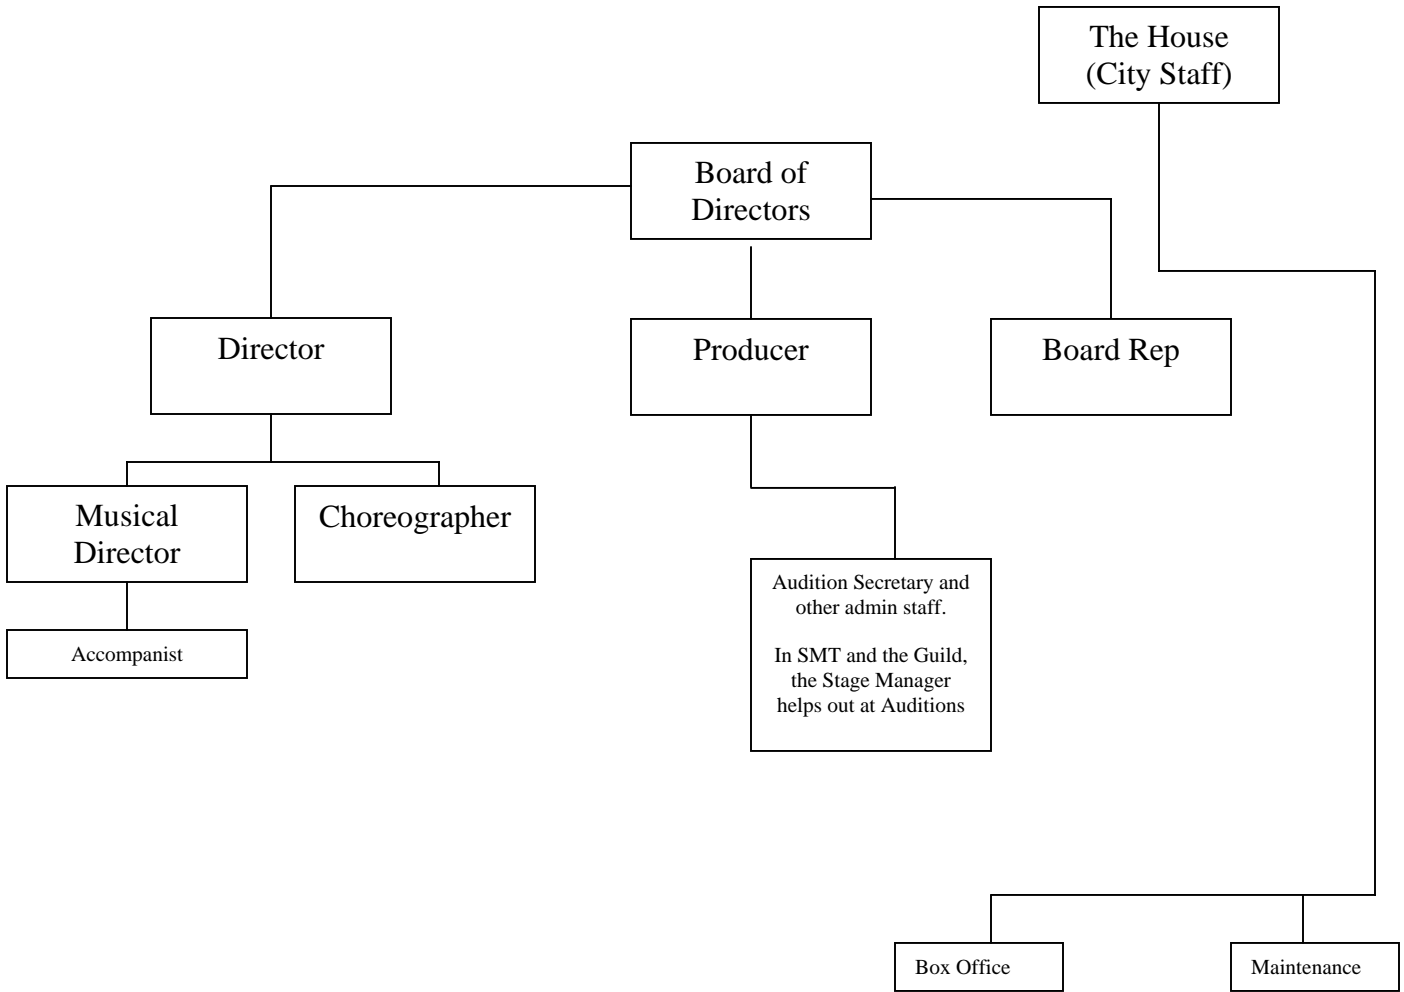 The House
(City Staff)
Board of
Directors
Director
Producer
Board Rep
Musical
Director
Choreographer
Audition Secretary and
other admin staff.
In SMT and the Guild,
the Stage Manager
helps out at Auditions
Accompanist
Box Office
Maintenance